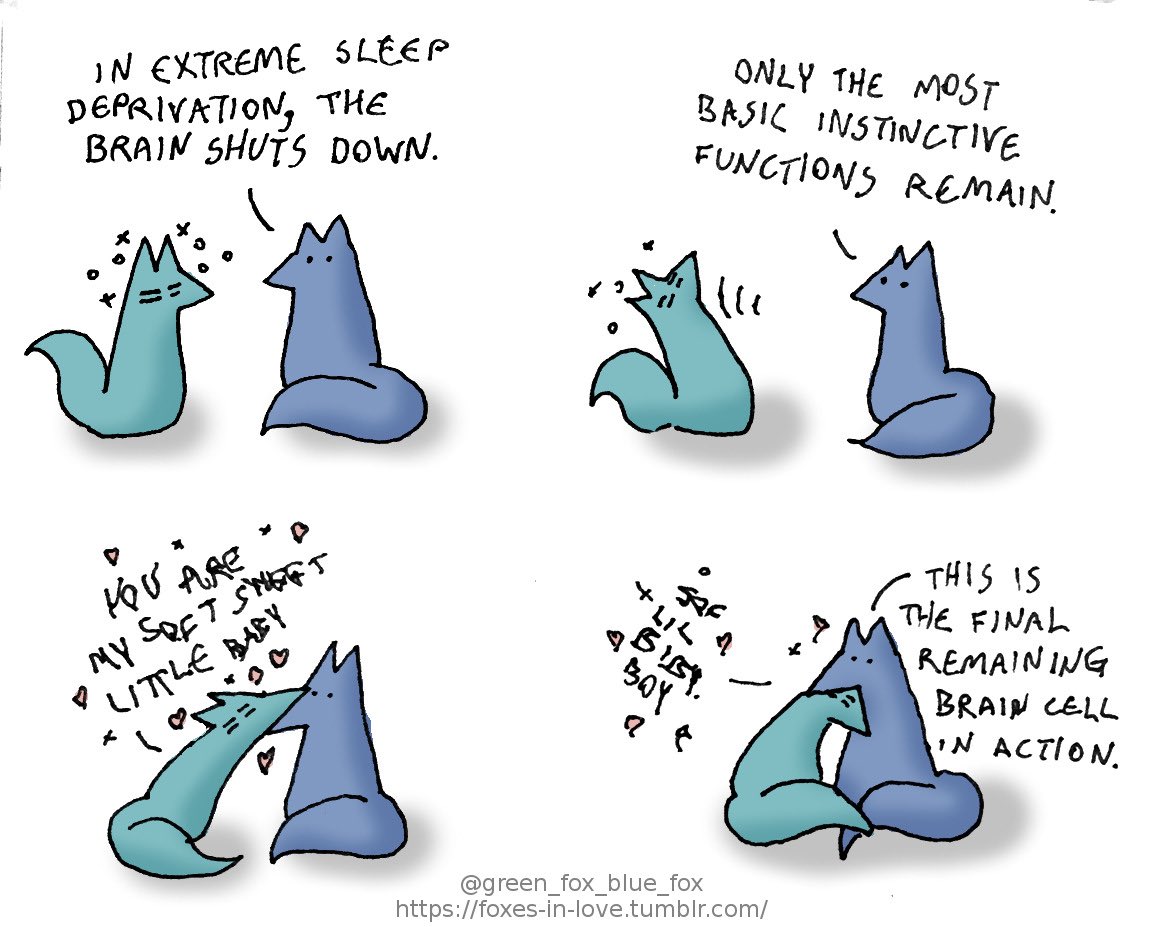 IN EXTREME SLEEP
DEPRIVATION, THE
BRAIN SHUTS DOWN.
ONLY THE MOST
BASIC INSTINCTIVE
FUNCTIONS REMAIN.
YOU ARE
MY SOFT SWEET
LITTLE BABY
LIL
BOY.
THIS IS
THE FINAL
REMAINING
BRAIN CELL
IN ACTION.
@green_fox_blue_fox
https://foxes-in-love.tumblr.com/